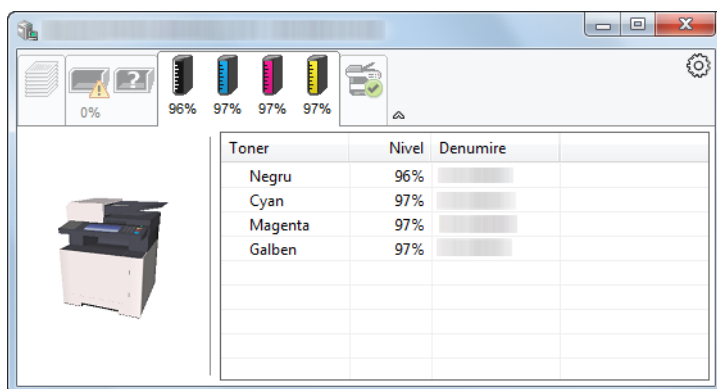 0% 96% 97% 97% 97%
Toner Nivel Denumire
Negru 96%
Cyan 97%
Magenta 97%
Galben 97%